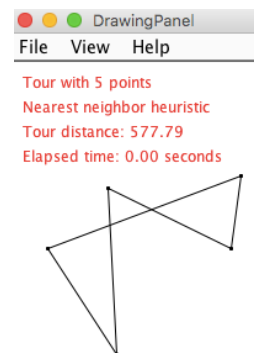 DrawingPanel
File View Help
Tour with 5 points
Nearest neighbor heuristic
Tour distance: 577.79
Elapsed time: 0.00 seconds